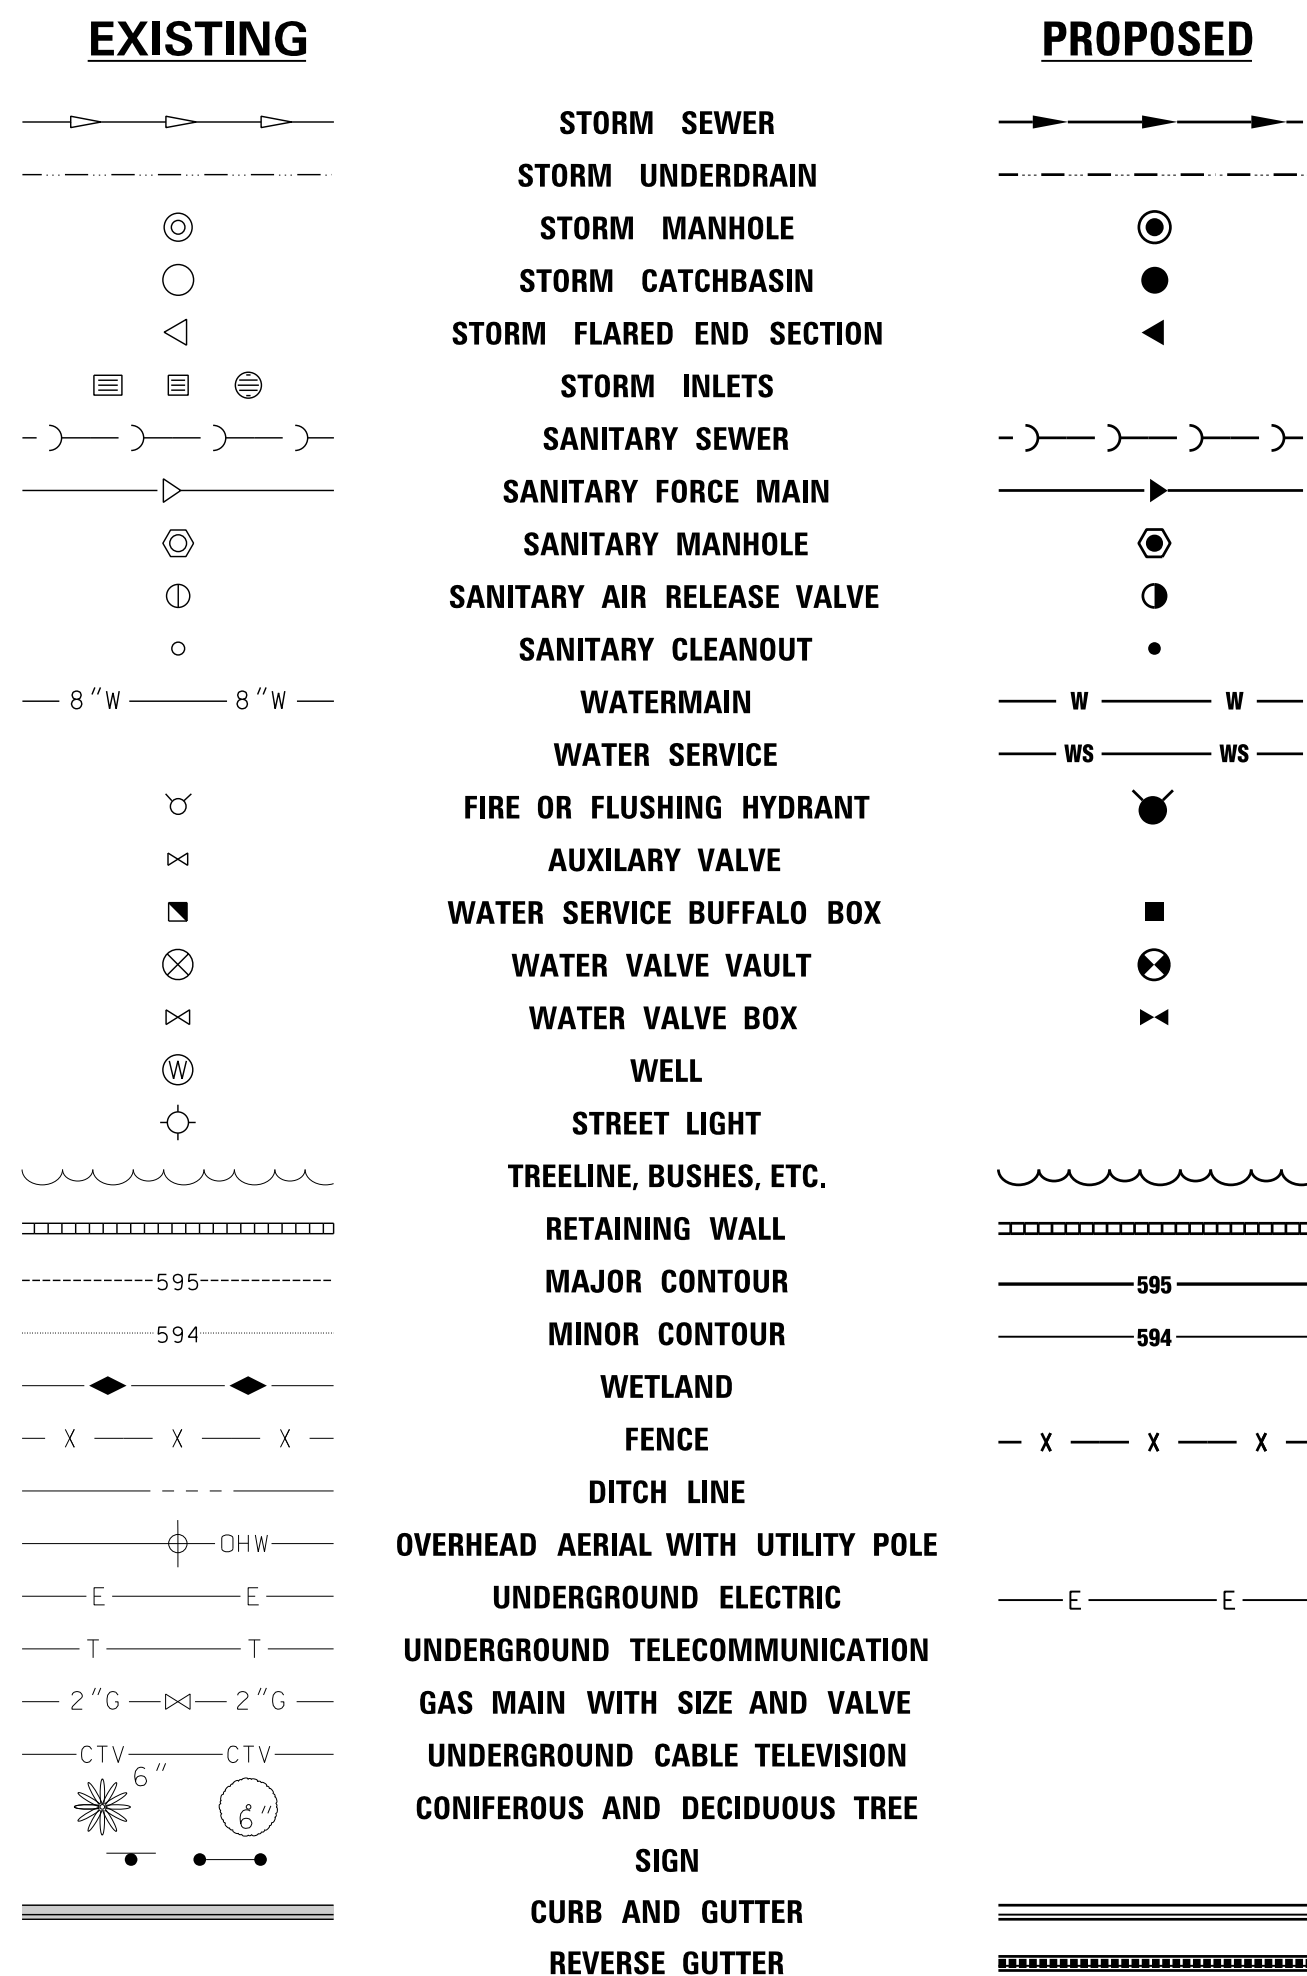 EXISTING PROPOSED
STORM SEWER
STORM UNDERDRAIN
STORM MANHOLE
STORM CATCHBASIN
STORM FLARED END SECTION
STORM INLETS
SANITARY SEWER
SANITARY FORCE MAIN
SANITARY MANHOLE
SANITARY AIR RELEASE VALVE
SANITARY CLEANOUT
8"W 8"W WATERMAIN W W
WATER SERVICE WS WS
FIRE OR FLUSHING HYDRANT
AUXILARY VALVE
WATER SERVICE BUFFALO BOX
WATER VALVE VAULT
WATER VALVE BOX
W WELL
STREET LIGHT
TREELINE, BUSHES, ETC.
RETAINING WALL
595 MAJOR CONTOUR 595
594 MINOR CONTOUR 594
WETLAND
X X X FENCE X X X
DITCH LINE
OHW OVERHEAD AERIAL WITH UTILITY POLE
E E UNDERGROUND ELECTRIC E E
T T UNDERGROUND TELECOMMUNICATION
2"G 2"G GAS MAIN WITH SIZE AND VALVE
CTV CTV UNDERGROUND CABLE TELEVISION
6" 6" CONIFEROUS AND DECIDUOUS TREE
SIGN
CURB AND GUTTER
REVERSE GUTTER